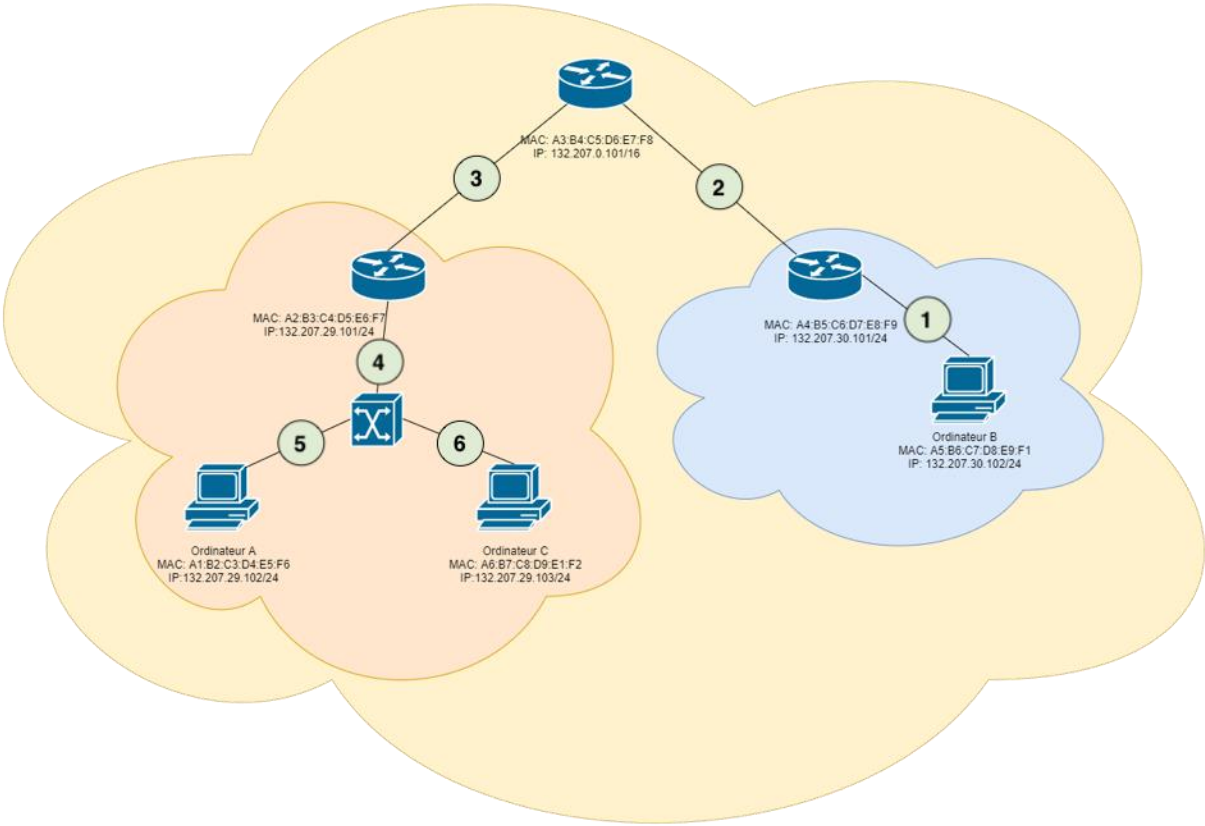 MAC: A3:B4:C5:D6:E7:F8
IP: 132.207.0.101/16
3
2
MAC: A2:B3:C4:D5:E6:F7
IP:132.207.29.101/24
MAC: A4:B5:C6:D7:E8:F9
IP: 132.207.30.101/24
1
4
5
6
Ordinateur B
MAC: A5:B6:C7:D8:E9:F1
IP: 132.207.30.102/24
Ordinateur A
MAC: A1:B2:C3:D4:E5:F6
IP:132.207.29.102/24
Ordinateur C
MAC: A6:B7:C8:D9:E1:F2
IP:132.207.29.103/24